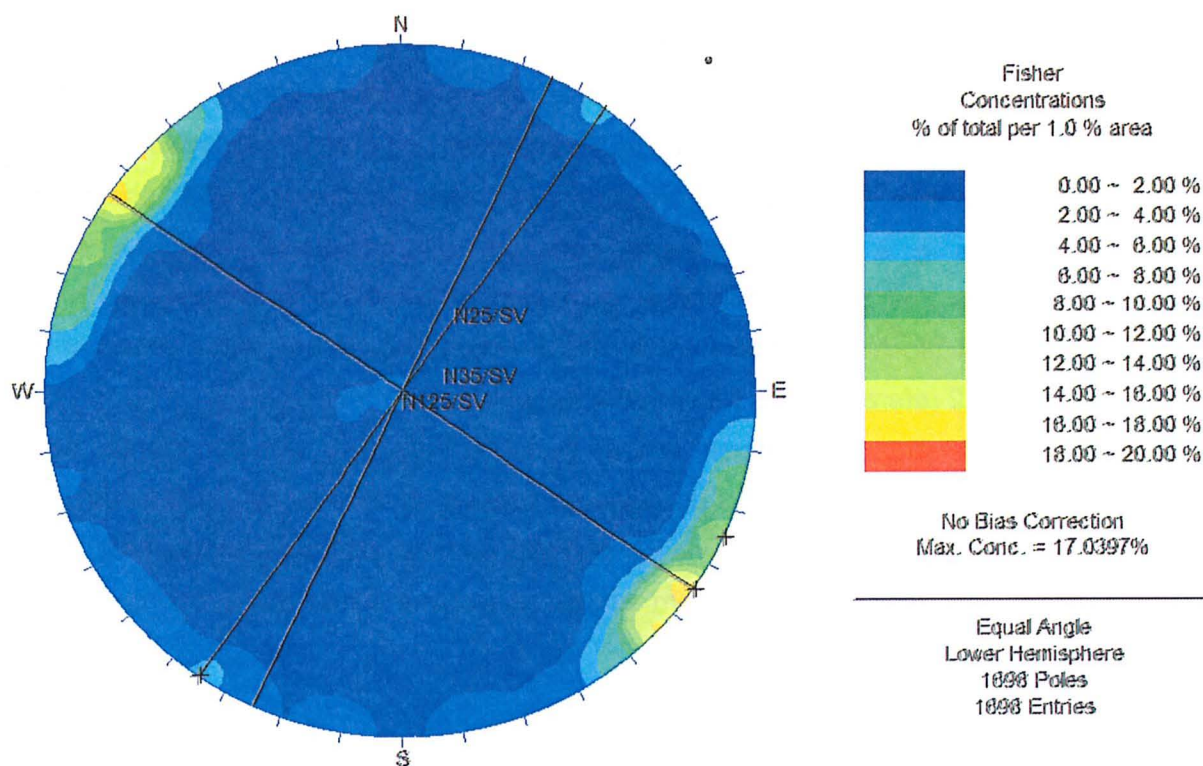 N
Fisher
Concentrations
% of total per 1.0 % area
0.00 ~ 2.00 %
2.00 ~ 4.00 %
4.00 ~ 6.00 %
6.00 ~ 8.00 %
8.00 ~ 10.00 %
10.00 ~ 12.00 %
12.00 ~ 14.00 %
14.00 ~ 16.00 %
16.00 ~ 18.00 %
18.00 ~ 20.00 %
N25/SV
N35/SV
N125/SV
W
E
No Bias Correction
Max. Conc. = 17.0397%
Equal Angle
Lower Hemisphere
1696 Poles
1696 Entries
S